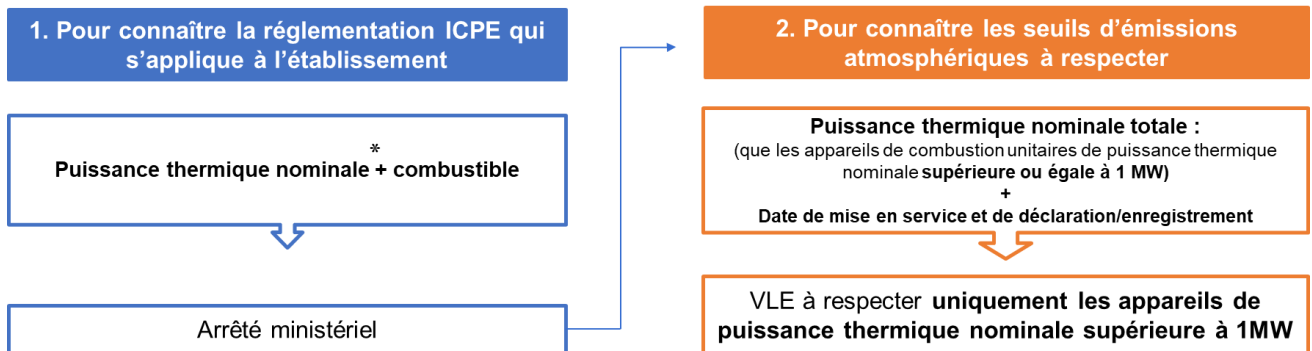 1. Pour connaître la réglementation ICPE qui
s’applique à l’établissement
Puissance thermique nominale * + combustible
Arrêté ministériel
2. Pour connaître les seuils d’émissions
atmosphériques à respecter
Puissance thermique nominale totale :
(que les appareils de combustion unitaires de puissance thermique
nominale supérieure ou égale à 1 MW)
+
Date de mise en service et de déclaration/enregistrement
VLE à respecter uniquement les appareils de
puissance thermique nominale supérieure à 1MW